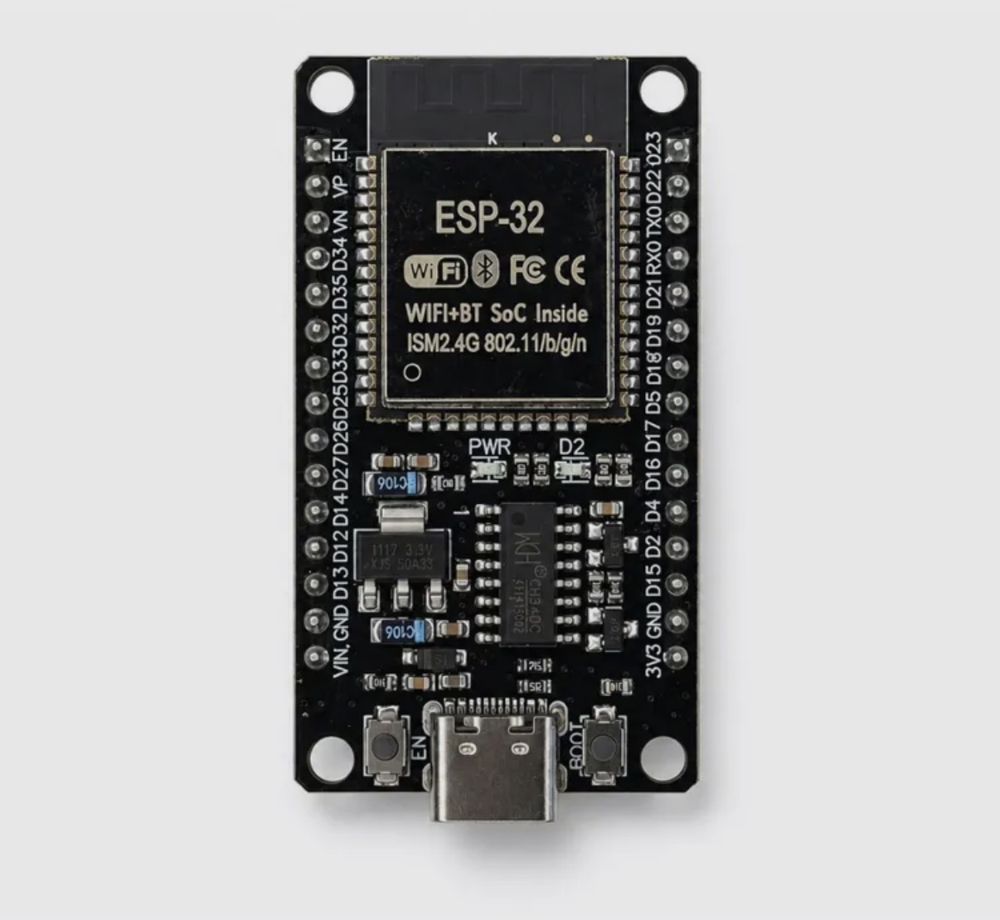 K
ESP-32
WiFi FC CE
WIFI+BT SoC Inside
ISM2.4G 802.11/b/g/n
EN
VP
VN
D34
D35
D32
D33
D25
D26
D27
D14
D12
D13
GND
VIN.
D23
D22
TX0
RX0
D21
D19
D18
D5
D17
D16
D4
D2
D15
GND
3V3
PWR
D2
C106
1117 3.3V
XJS 50A33
1
CH340C
C106
EN
BOOT